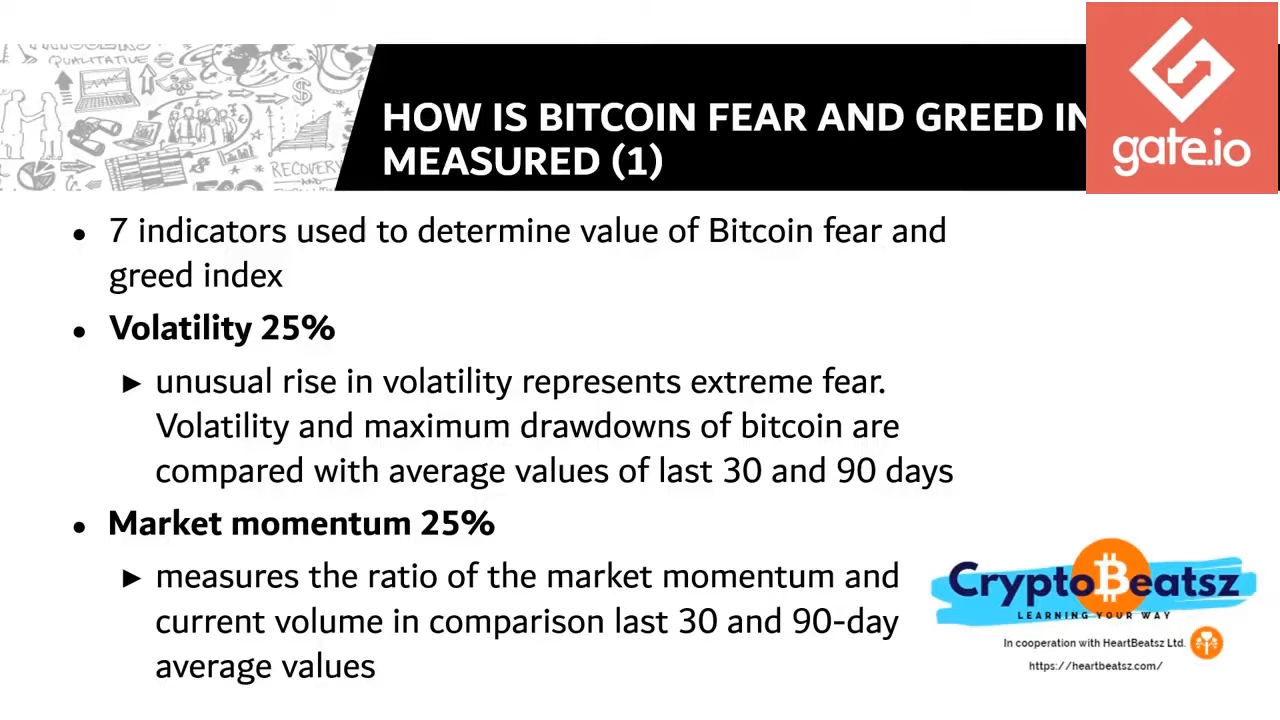 QUALITATIVE
$
RECOVERY
AND
HOW IS BITCOIN FEAR AND GREED IN
MEASURED (1)
gate.io
• 7 indicators used to determine value of Bitcoin fear and
greed index
• Volatility 25%
► unusual rise in volatility represents extreme fear.
Volatility and maximum drawdowns of bitcoin are
compared with average values of last 30 and 90 days
• Market momentum 25%
► measures the ratio of the market momentum and
current volume in comparison last 30 and 90-day
average values
CryptoBeatsz
LEARNING YOUR WAY
In cooperation with HeartBeatsz Ltd.
https://heartbeatsz.com/